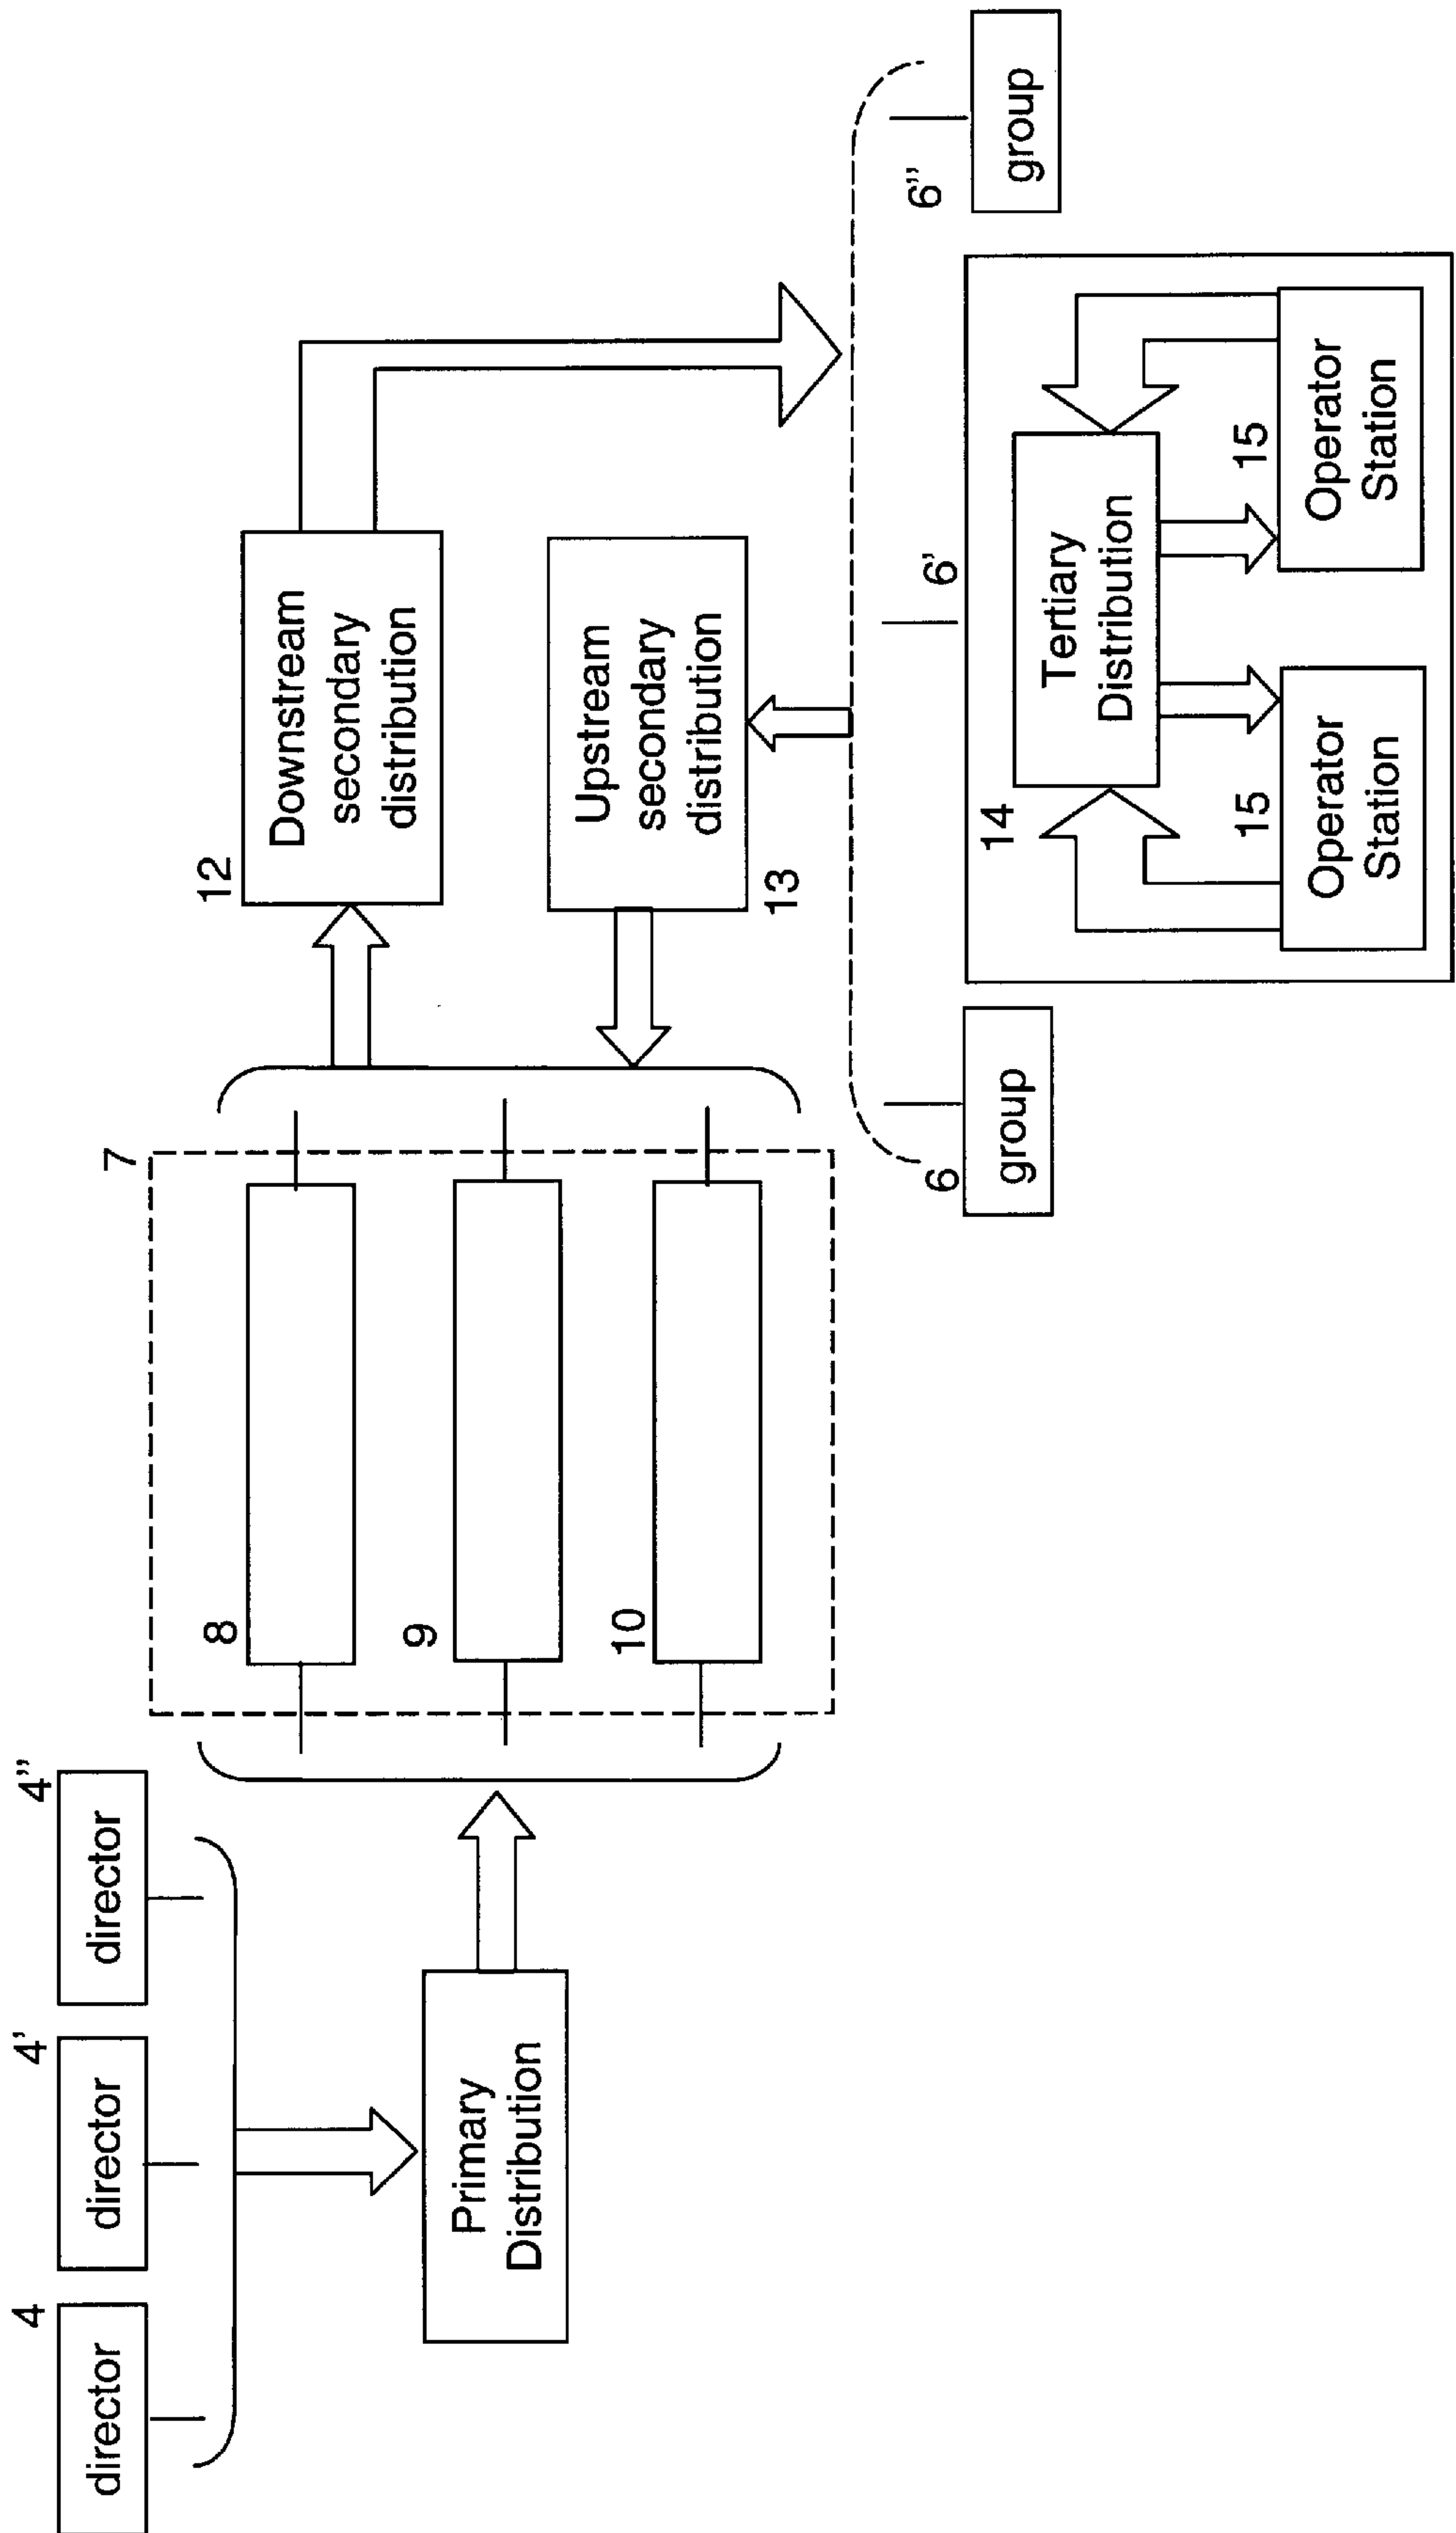 4
director
4'
director
4"
director
Primary
Distribution
7
8
9
10
12
Downstream
secondary
distribution
Upstream
secondary
distribution
13
6
group
6'
14
Tertiary
Distribution
15
Operator
Station
15
Operator
Station
6"
group